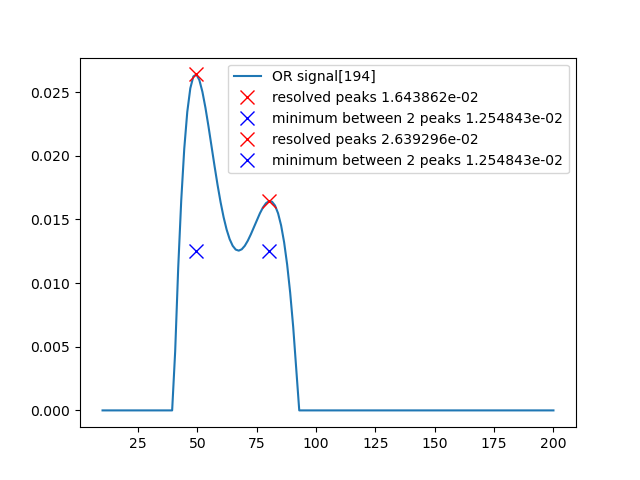 OR signal[194]
resolved peaks 1.643862e-02
minimum between 2 peaks 1.254843e-02
resolved peaks 2.639296e-02
minimum between 2 peaks 1.254843e-02
0.025
0.020
0.015
0.010
0.005
0.000
25 50 75 100 125 150 175 200